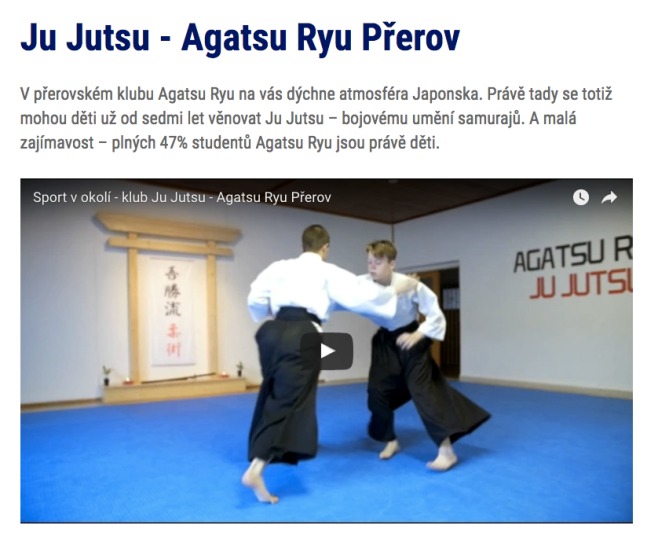 Ju Jutsu - Agatsu Ryu Přerov
V přerovském klubu Agatsu Ryu na vás dýchne atmosféra Japonska. Právě tady se totiž
mohou děti už od sedmi let věnovat Ju Jutsu – bojovému umění samurajů. A malá
zajímavost – plných 47% studentů Agatsu Ryu jsou právě děti.
Sport v okolí - klub Ju Jutsu - Agatsu Ryu Přerov
AGATSU R
JU JUTSU
吾
勝
流
柔
術